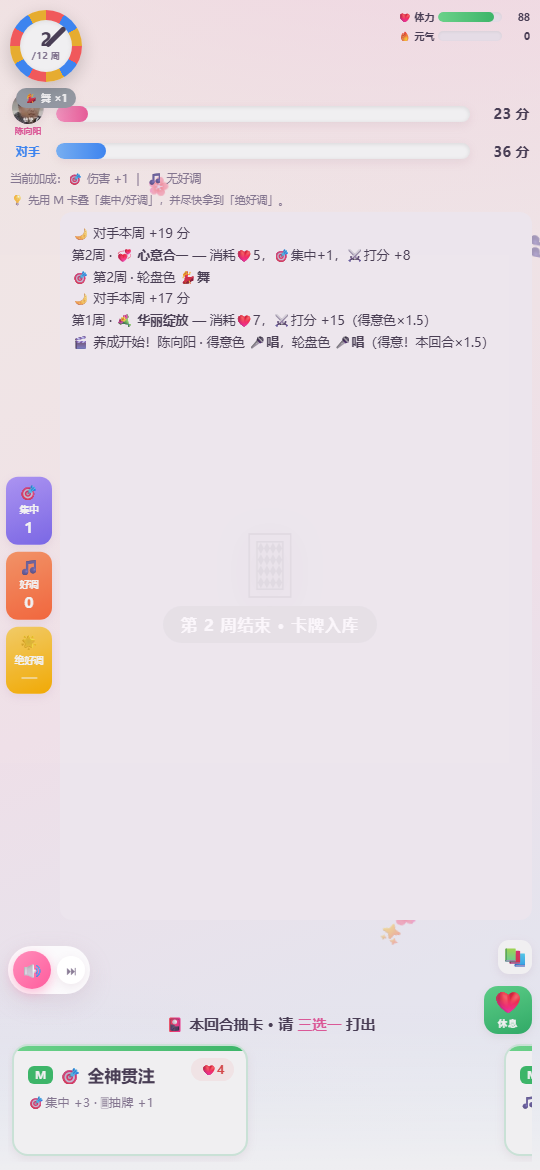 2
/12 周
体力 88
元气 0
舞 ×1
陈向阳
23 分
对手
36 分
当前加成： 伤害 +1 | 无好调
先用 M 卡叠「集中/好调」，并尽快拿到「绝好调」。
对手本周 +19 分
第2周 · 心意合一 — 消耗 5， 集中+1， 打分 +8
第2周 · 轮盘色 舞
对手本周 +17 分
第1周 · 华丽绽放 — 消耗 7， 打分 +15（得意色×1.5）
养成开始！陈向阳 · 得意色 唱，轮盘色 唱（得意！本回合×1.5）
集中
1
好调
0
绝好调
—
第 2 周结束 • 卡牌入库
休息
本回合抽卡 • 请 三选一 打出
M 全神贯注 4
集中 +3 · 抽牌 +1